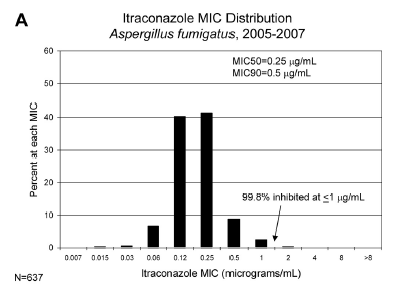 A
Itraconazole MIC Distribution
Aspergillus fumigatus, 2005-2007
MIC50=0.25 μg/mL
MIC90=0.5 μg/mL
Percent at each MIC
60
50
40
30
20
10
0
99.8% inhibited at ≤1 μg/mL
0.007 0.015 0.03 0.06 0.12 0.25 0.5 1 2 4 8 >8
Itraconazole MIC (micrograms/mL)
N=637